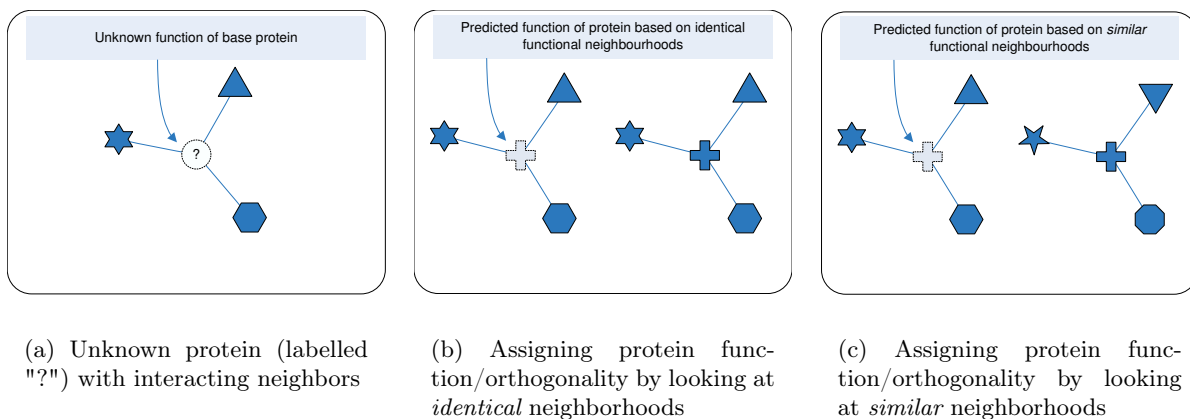 Unknown function of base protein
?
Predicted function of protein based on identical
functional neighbourhoods
Predicted function of protein based on similar
functional neighbourhoods
(a) Unknown protein (labelled
"?") with interacting neighbors
(b) Assigning protein func-
tion/orthogonality by looking at
identical neighborhoods
(c) Assigning protein func-
tion/orthogonality by looking
at similar neighborhoods